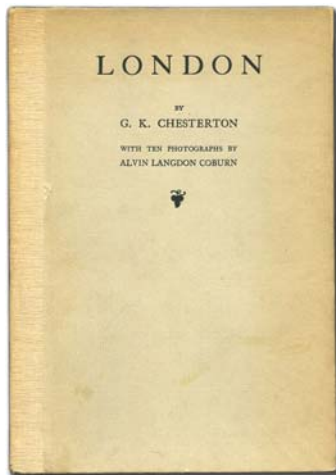 LONDON
BY
G. K. CHESTERTON
WITH TEN PHOTOGRAPHS BY
ALVIN LANGDON COBURN